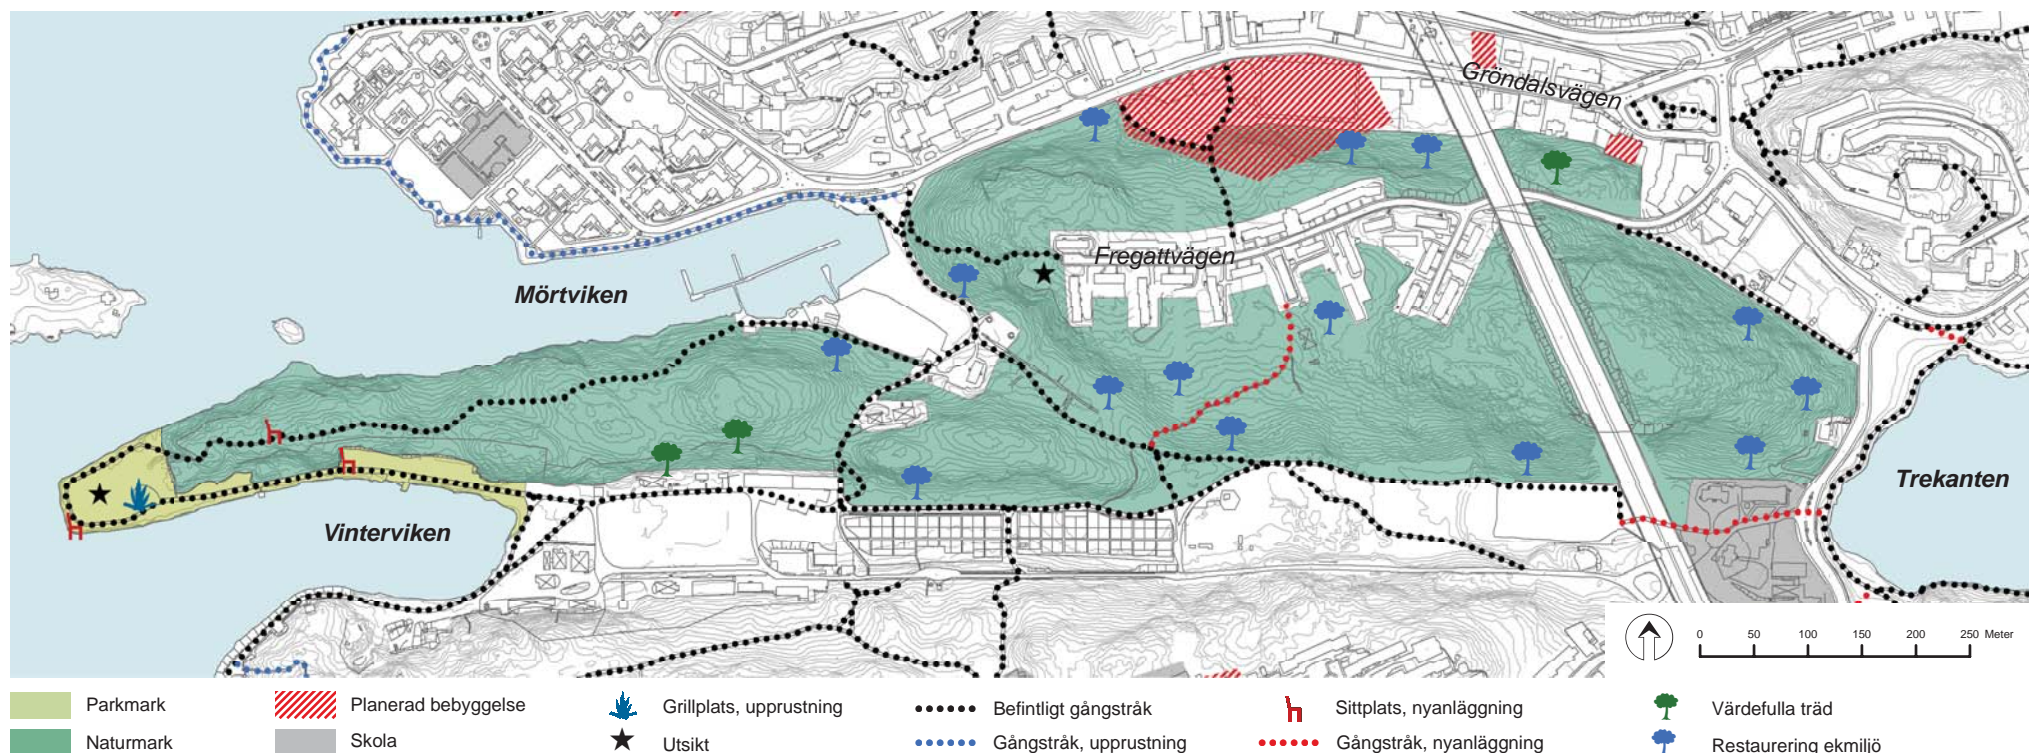 Gröndalsvägen
Fregattvägen
Mörtviken
Trekanten
Vinterviken
0 50 100 150 200 250 Meter
Parkmark
Planerad bebyggelse
Grillplats, upprustning
Befintligt gångstråk
Sittplats, nyanläggning
Värdefulla träd
Naturmark
Skola
Utsikt
Gångstråk, upprustning
Gångstråk, nyanläggning
Restaurering ekmiljö